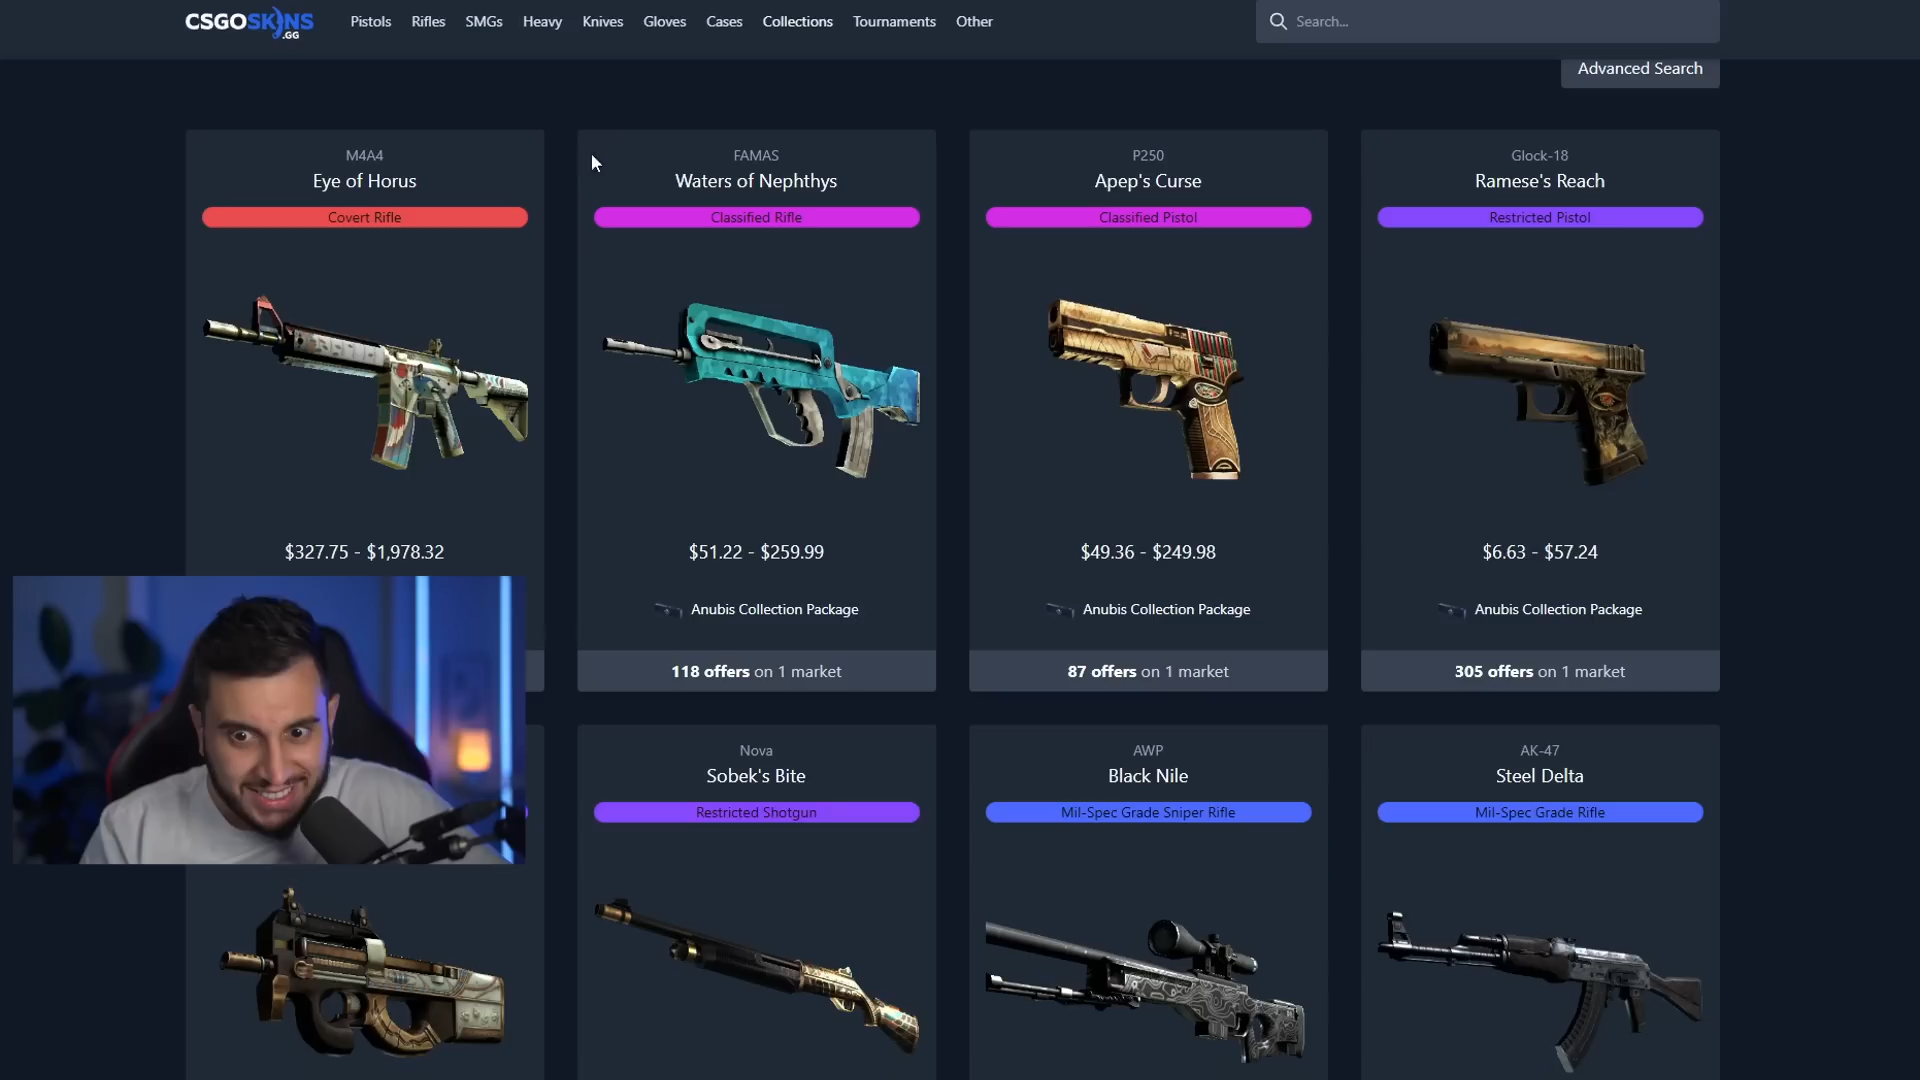 CSGOSKINS.GG
Pistols Rifles SMGs Heavy Knives Gloves Cases Collections Tournaments Other
Search...
Advanced Search
M4A4
Eye of Horus
Covert Rifle
$327.75 - $1,978.32
FAMAS
Waters of Nephthys
Classified Rifle
$51.22 - $259.99
Anubis Collection Package
118 offers on 1 market
P250
Apep's Curse
Classified Pistol
$49.36 - $249.98
Anubis Collection Package
87 offers on 1 market
Glock-18
Ramese's Reach
Restricted Pistol
$6.63 - $57.24
Anubis Collection Package
305 offers on 1 market
Nova
Sobek's Bite
Restricted Shotgun
AWP
Black Nile
Mil-Spec Grade Sniper Rifle
AK-47
Steel Delta
Mil-Spec Grade Rifle